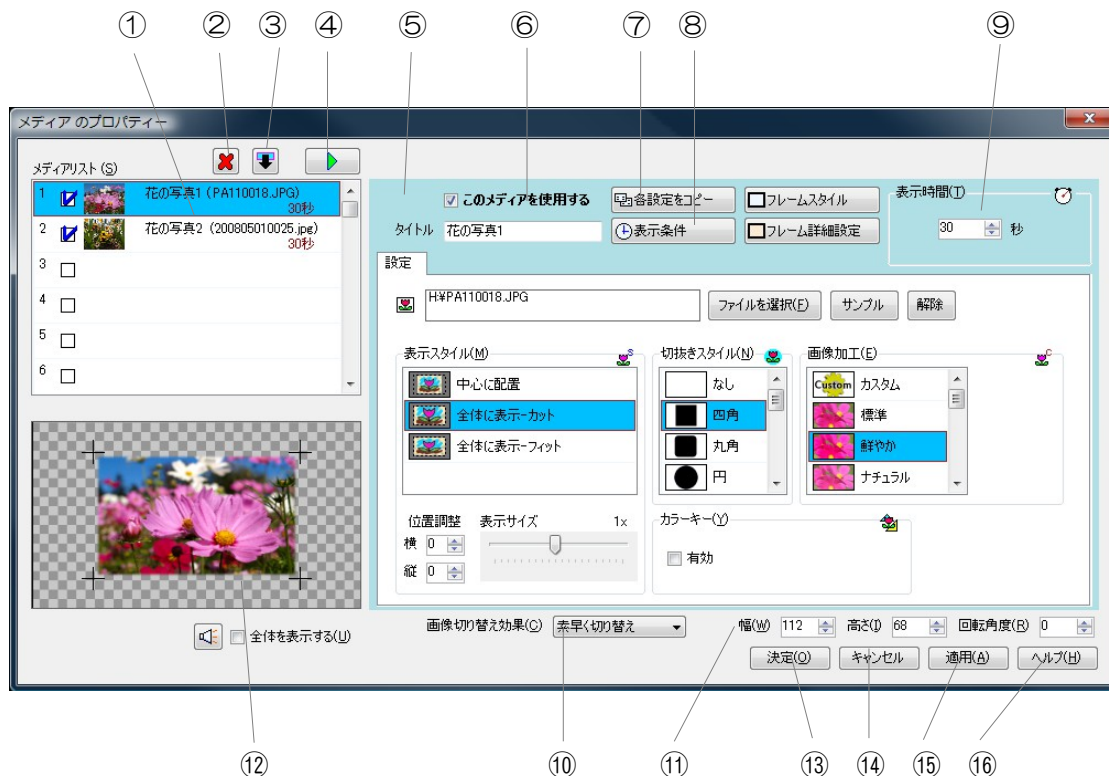 ① ② ③ ④ ⑤ ⑥ ⑦ ⑧ ⑨
メディア のプロパティー
メディアリスト(S)
1 花の写真1 (PA110018.JPG)
30秒
2 花の写真2 (200805010025.jpg)
30秒
3
4
5
6
このメディアを使用する 各設定をコピー フレームスタイル 表示時間(T)
タイトル 花の写真1 表示条件 フレーム詳細設定 30 秒
設定
H¥PA110018.JPG ファイルを選択(F) サンプル 解除
表示スタイル(M) S 切抜きスタイル(N) 画像加工(E) C
中心に配置 なし Custom カスタム
全体に表示-カット 四角 標準
全体に表示-フィット 丸角 鮮やか
円 ナチュラル
位置調整 表示サイズ 1x カラーキー(Y)
横 0
縦 0
有効
全体を表示する(U) 画像切り替え効果(C) 素早く切り替え 幅(W) 112 高さ(I) 68 回転角度(R) 0
決定(O) キャンセル 適用(A) ヘルプ(H)
⑫ ⑩ ⑪ ⑬ ⑭ ⑮ ⑯